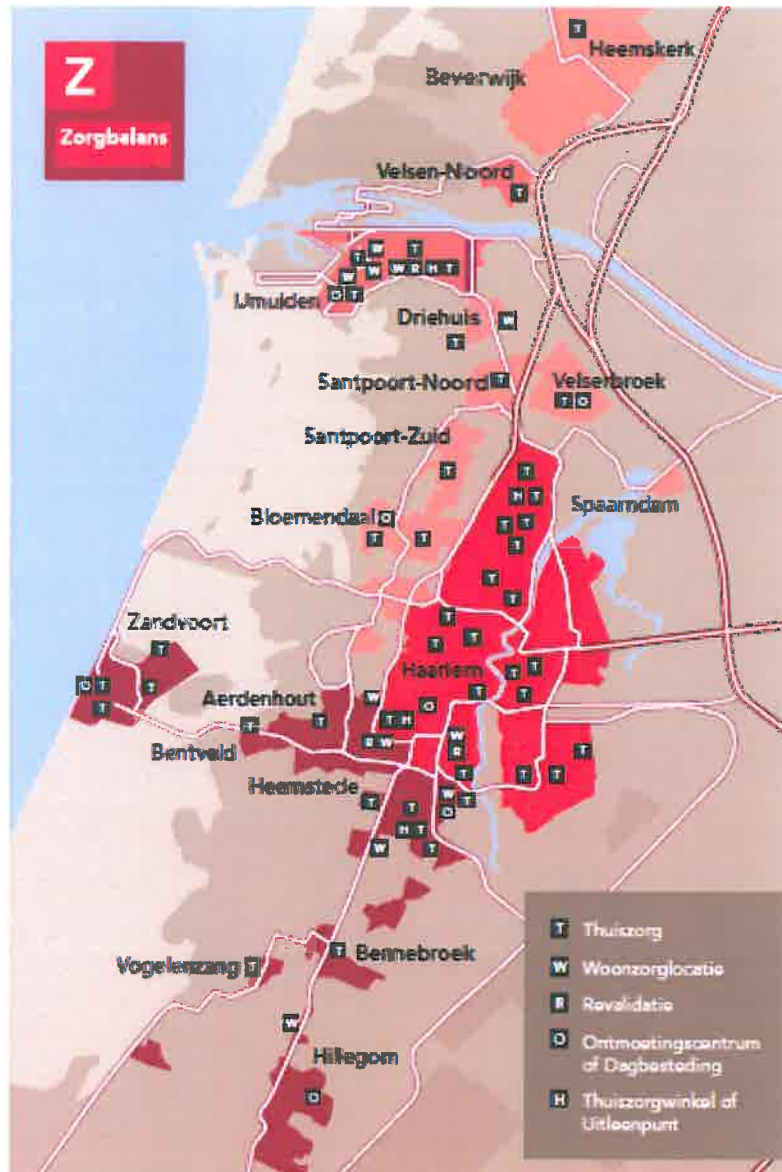 Z
Zorgbalans
T
Heemskerk
Beverwijk
Velsen-Noord
T
W T
T
W W W R H T
O T
IJmuiden
Driehuis W
T
Santpoort-Noord T
Velserbroek
T O
Santpoort-Zuid
T
T
H T
Spaarndam
Bloemendaal O
T T
T T
T
T
T
Zandvoort
T
T
T T
Haarlem
T T
T
T
O T
T
T
Aerdenhout
W
O
T
T
T H
W
R W
R
Bentveld
T
T T
T
Heemstede
T
W
O
T
T
H T
W
T
Vogelenzang T
T
Bennebroek
W
Hillegom
O
T Thuiszorg
W Woonzorglocatie
R Revalidatie
O Ontmoetingscentrum
of Dagbesteding
H Thuiszorgwinkel of
Uitleenpunt